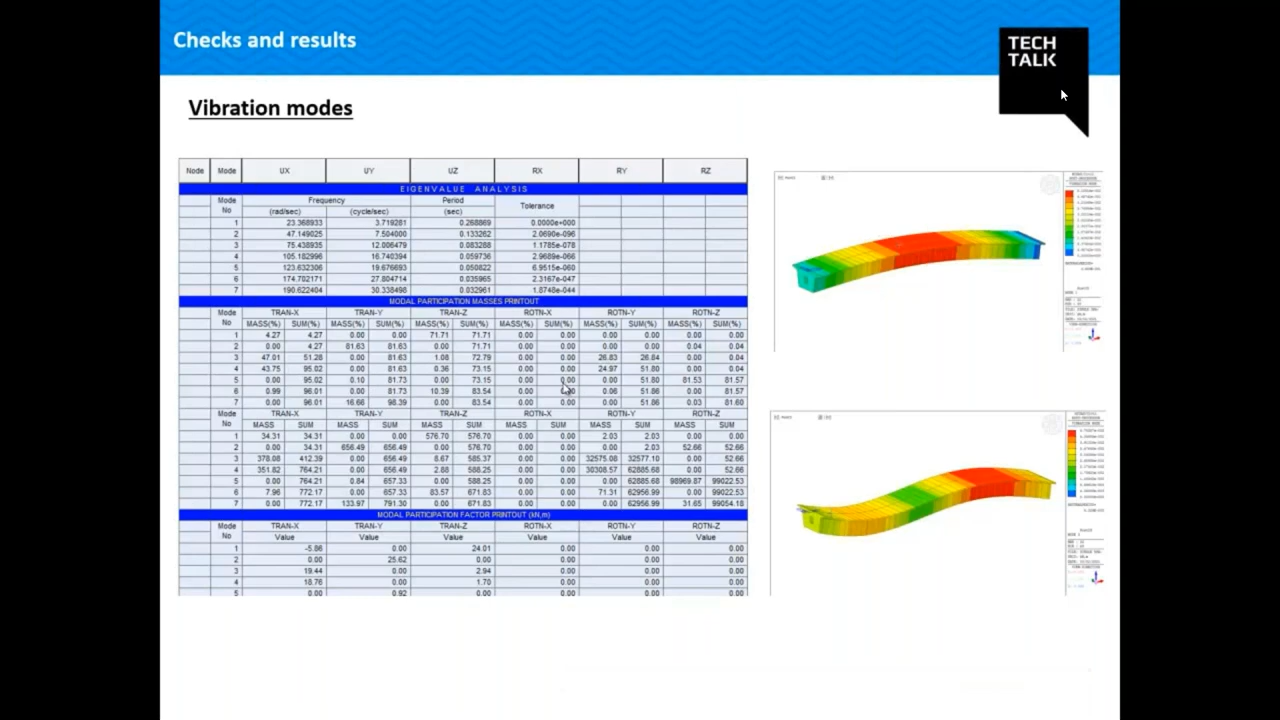 Checks and results
TECH
TALK
Vibration modes
Node Mode UX UY UZ RX RY RZ
EIGENVALUE ANALYSIS
Mode Frequency Period Tolerance
No (rad/sec) (cycle/sec) (sec)
1 23.368933 3.719281 0.268869 0.0000e+000
2 47.149025 7.504000 0.133262 2.0690e-096
3 75.438935 12.006479 0.083288 1.1785e-078
4 105.182996 16.740394 0.059736 2.9689e-066
5 123.632306 19.676693 0.050822 6.9515e-060
6 174.702171 27.804714 0.035965 2.3167e-047
7 190.622404 30.338498 0.032961 1.8748e-044
MODAL PARTICIPATION MASSES PRINTOUT
Mode TRAN-X TRAN-Y TRAN-Z ROTN-X ROTN-Y ROTN-Z
No MASS(%) SUM(%) MASS(%) SUM(%) MASS(%) SUM(%) MASS(%) SUM(%) MASS(%) SUM(%) MASS(%) SUM(%)
1 4.27 4.27 0.00 0.00 71.71 71.71 0.00 0.00 0.00 0.00 0.00 0.00
2 0.00 4.27 81.63 81.63 0.00 71.71 0.00 0.00 0.00 0.00 0.04 0.04
3 47.01 51.28 0.00 81.63 1.08 72.79 0.00 0.00 26.83 26.84 0.00 0.04
4 43.75 95.02 0.00 81.63 0.36 73.15 0.00 0.00 24.97 51.80 0.00 0.04
5 0.00 95.02 0.10 81.73 0.00 73.15 0.00 0.00 0.00 51.80 81.53 81.57
6 0.99 96.01 0.00 81.73 10.39 83.54 0.00 0.00 0.06 51.86 0.00 81.57
7 0.00 96.01 16.66 98.39 0.00 83.54 0.00 0.00 0.00 51.86 0.03 81.60
Mode TRAN-X TRAN-Y TRAN-Z ROTN-X ROTN-Y ROTN-Z
No MASS SUM MASS SUM MASS SUM MASS SUM MASS SUM MASS SUM
1 34.31 34.31 0.00 0.00 576.70 576.70 0.00 0.00 2.03 2.03 0.00 0.00
2 0.00 34.31 656.49 656.49 0.00 576.70 0.00 0.00 0.00 2.03 52.66 52.66
3 378.08 412.39 0.00 656.49 8.67 585.37 0.00 0.00 32575.08 32577.10 0.00 52.66
4 351.82 764.21 0.00 656.49 2.88 588.25 0.00 0.00 30308.57 62885.68 0.00 52.66
5 0.00 764.21 0.84 657.33 0.00 588.25 0.00 0.00 0.00 62885.68 98969.87 99022.53
6 7.96 772.17 0.00 657.33 83.57 671.83 0.00 0.00 71.31 62956.99 0.00 99022.53
7 0.00 772.17 133.97 791.30 0.00 671.83 0.00 0.00 0.00 62956.99 31.65 99054.18
MODAL PARTICIPATION FACTOR PRINTOUT (kN,m)
Mode TRAN-X TRAN-Y TRAN-Z ROTN-X ROTN-Y ROTN-Z
No Value Value Value Value Value Value
1 -5.86 0.00 24.01 0.00 0.00 0.00
2 0.00 25.62 0.00 0.00 0.00 0.00
3 19.44 0.00 2.94 0.00 0.00 0.00
4 18.76 0.00 1.70 0.00 0.00 0.00
5 0.00 0.92 0.00 0.00 0.00 0.00